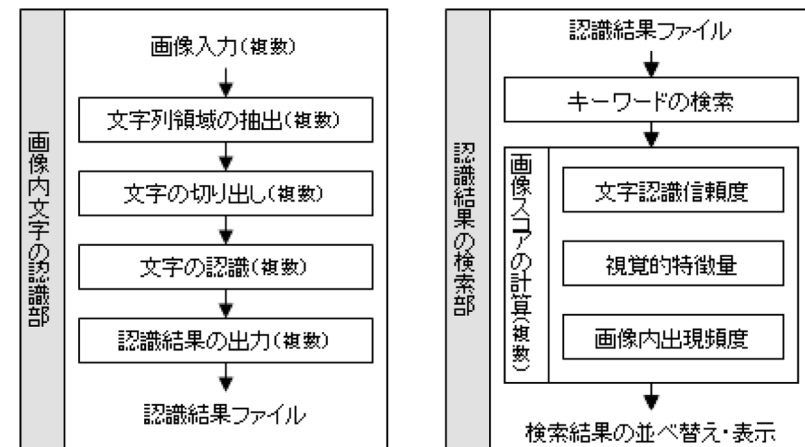 画像内文字の認識部
画像入力(複数)
文字列領域の抽出(複数)
文字の切り出し(複数)
文字の認識(複数)
認識結果の出力(複数)
認識結果ファイル
認識結果の検索部
認識結果ファイル
キーワードの検索
画像スコアの計算(複数)
文字認識信頼度
視覚的特徴量
画像内出現頻度
検索結果の並べ替え・表示